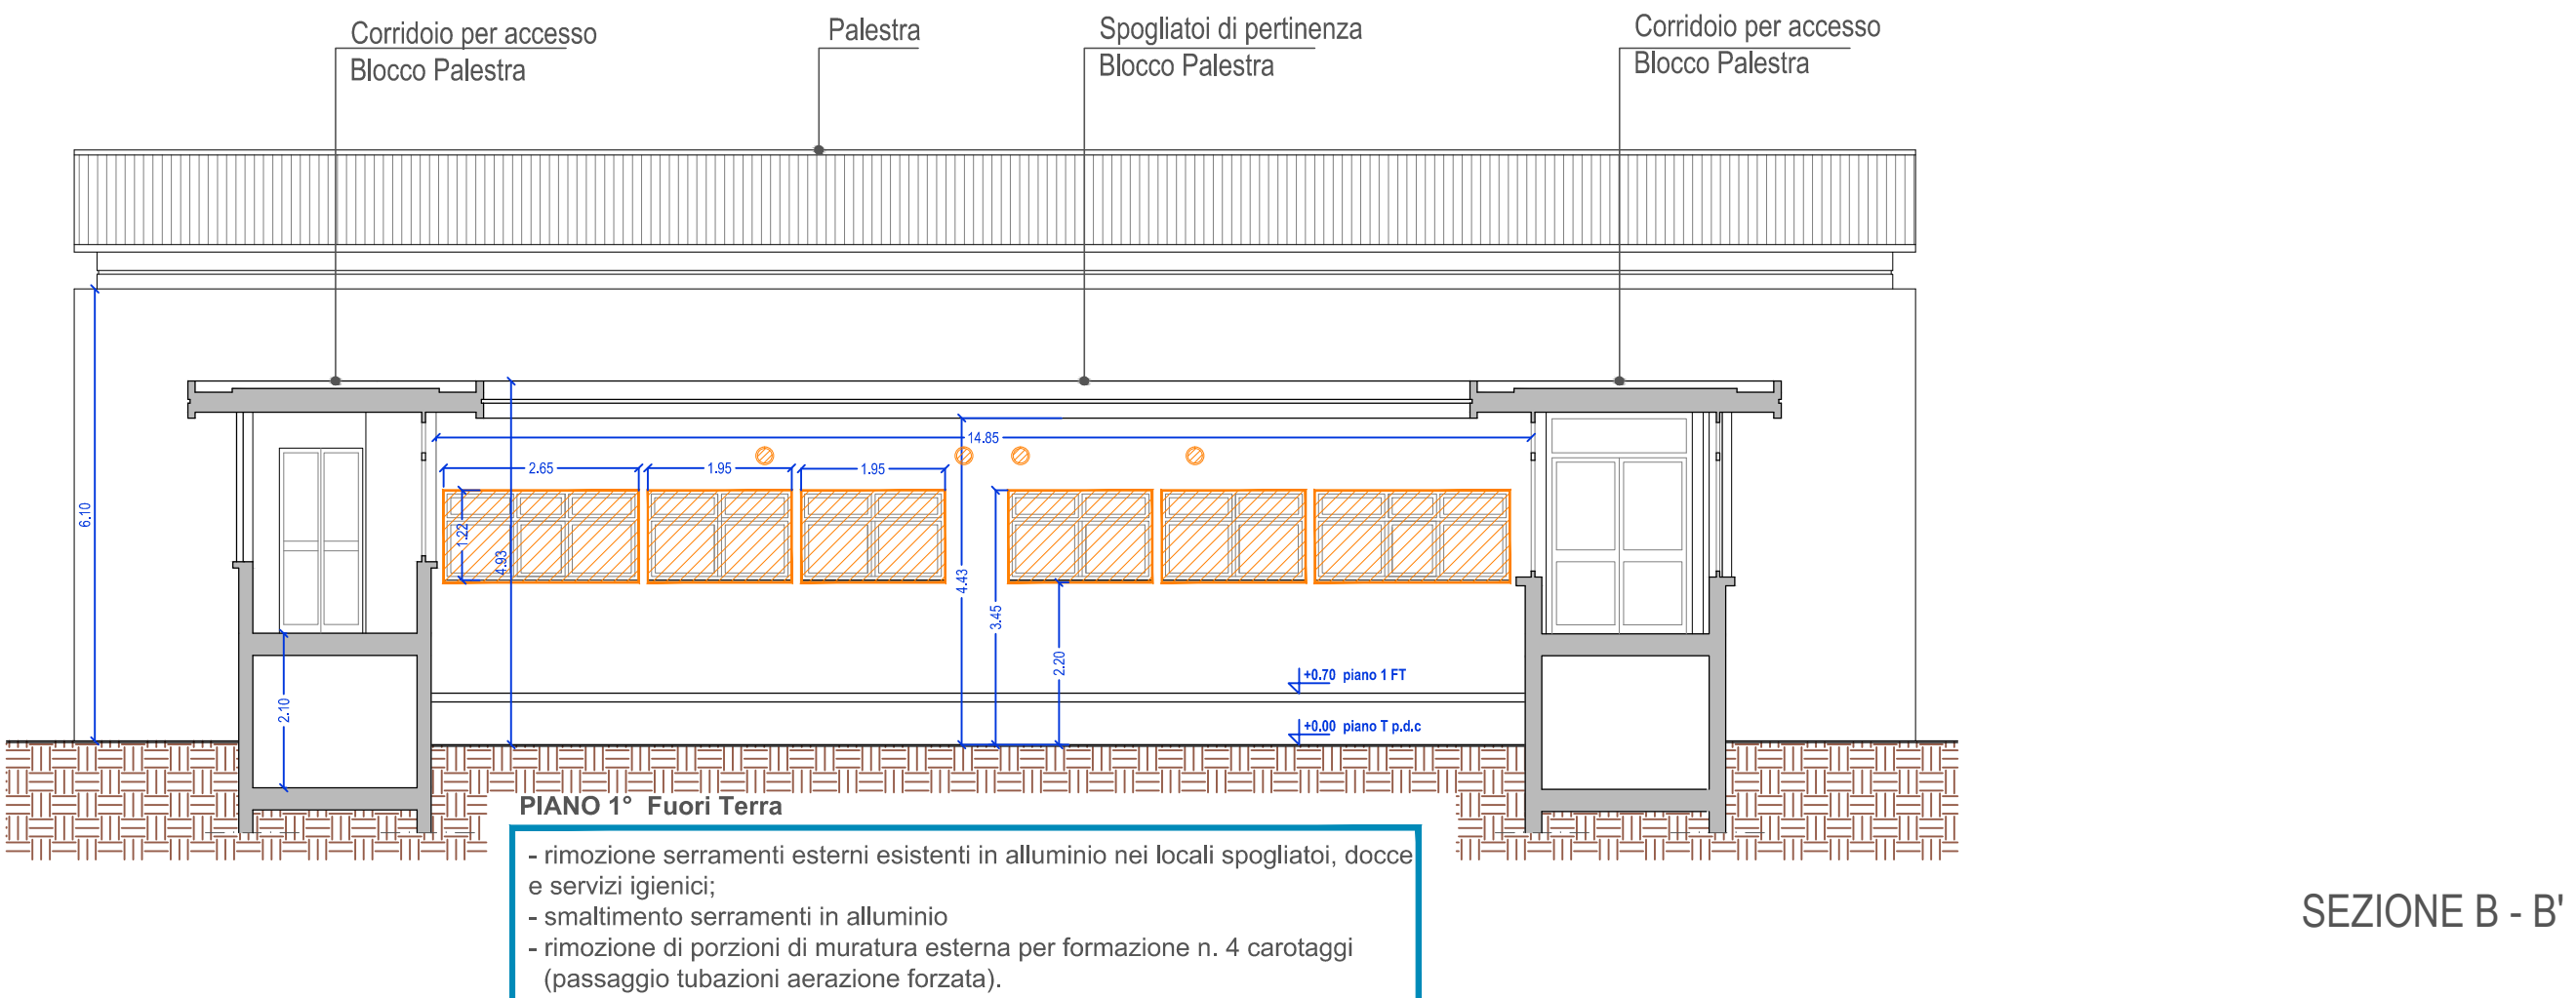 Corridoio per accesso
Blocco Palestra
Palestra
Spogliatoi di pertinenza
Blocco Palestra
Corridoio per accesso
Blocco Palestra
14.85
2.65
1.95
1.95
6.10
1.22
4.93
4.43
3.45
2.20
2.10
+0.70 piano 1 FT
+0.00 piano T p.d.c
PIANO 1° Fuori Terra
- rimozione serramenti esterni esistenti in alluminio nei locali spogliatoi, docce
e servizi igienici;
- smaltimento serramenti in alluminio
- rimozione di porzioni di muratura esterna per formazione n. 4 carotaggi
(passaggio tubazioni aerazione forzata).
SEZIONE B - B'